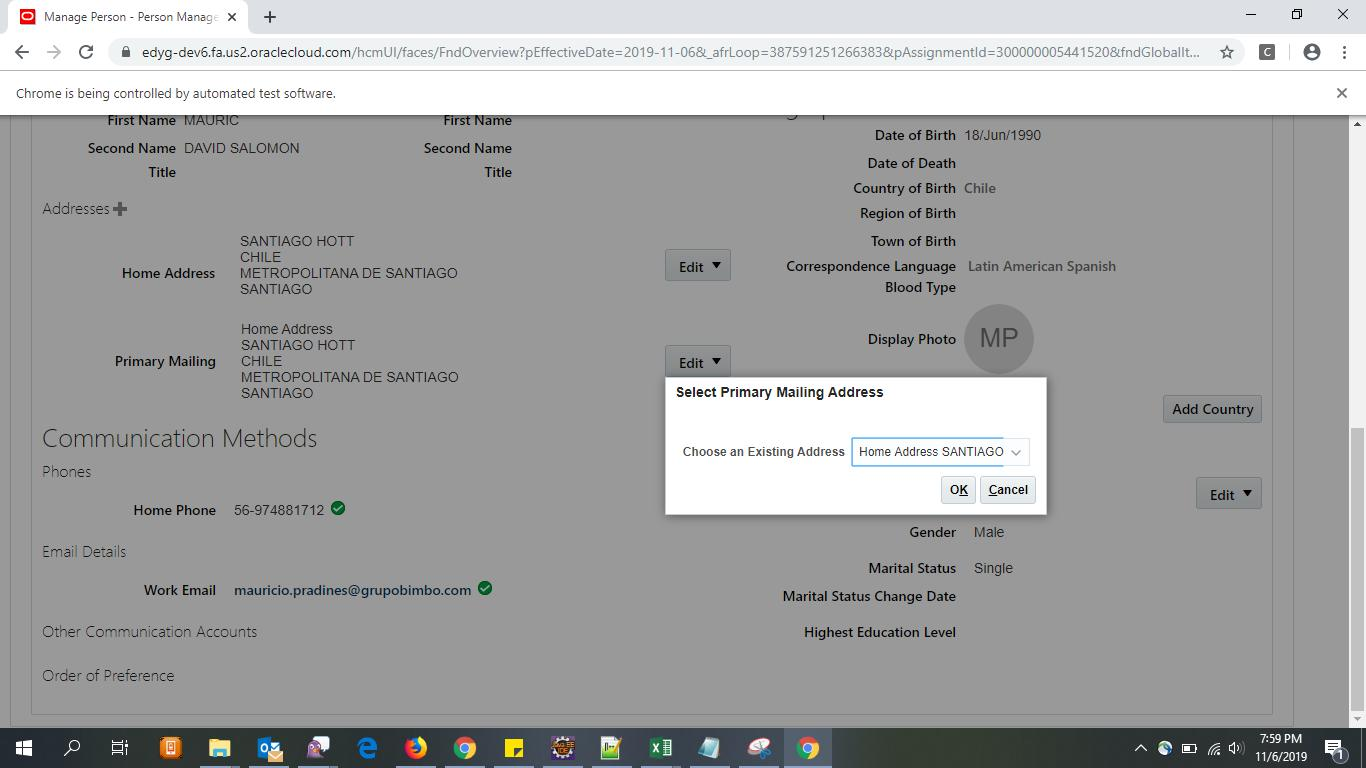 Manage Person - Person Manage
edyg-dev6.fa.us2.oraclecloud.com/hcmUI/faces/FndOverview?pEffectiveDate=2019-11-06&_afrLoop=387591251266383&pAssignmentId=300000005441520&fndGlobalIt...
C
Chrome is being controlled by automated test software.
First Name MAURIC
First Name
Second Name DAVID SALOMON
Second Name
Title
Title
Addresses
Home Address
SANTIAGO HOTT
CHILE
METROPOLITANA DE SANTIAGO
SANTIAGO
Edit
Primary Mailing
Home Address
SANTIAGO HOTT
CHILE
METROPOLITANA DE SANTIAGO
SANTIAGO
Edit
Communication Methods
Phones
Home Phone 56-974881712
Email Details
Work Email mauricio.pradines@grupobimbo.com
Other Communication Accounts
Order of Preference
Date of Birth 18/Jun/1990
Date of Death
Country of Birth Chile
Region of Birth
Town of Birth
Correspondence Language Latin American Spanish
Blood Type
Display Photo MP
Add Country
Select Primary Mailing Address
Choose an Existing Address Home Address SANTIAGO
OK Cancel
Edit
Gender Male
Marital Status Single
Marital Status Change Date
Highest Education Level
7:59 PM
11/6/2019
1